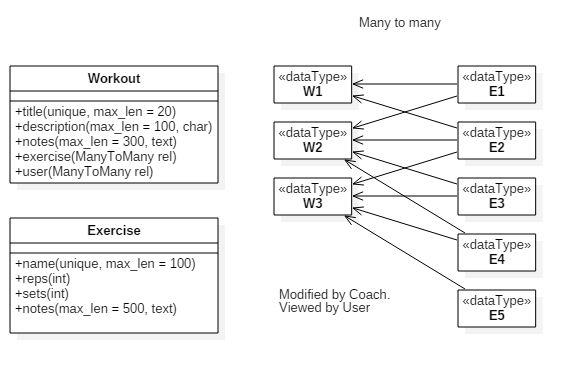 Many to many
Workout
+title(unique, max_len = 20)
+description(max_len = 100, char)
+notes(max_len = 300, text)
+exercise(ManyToMany rel)
+user(ManyToMany rel)
Exercise
+name(unique, max_len = 100)
+reps(int)
+sets(int)
+notes(max_len = 500, text)
«dataType»
W1
«dataType»
W2
«dataType»
W3
«dataType»
E1
«dataType»
E2
«dataType»
E3
«dataType»
E4
«dataType»
E5
Modified by Coach.
Viewed by User